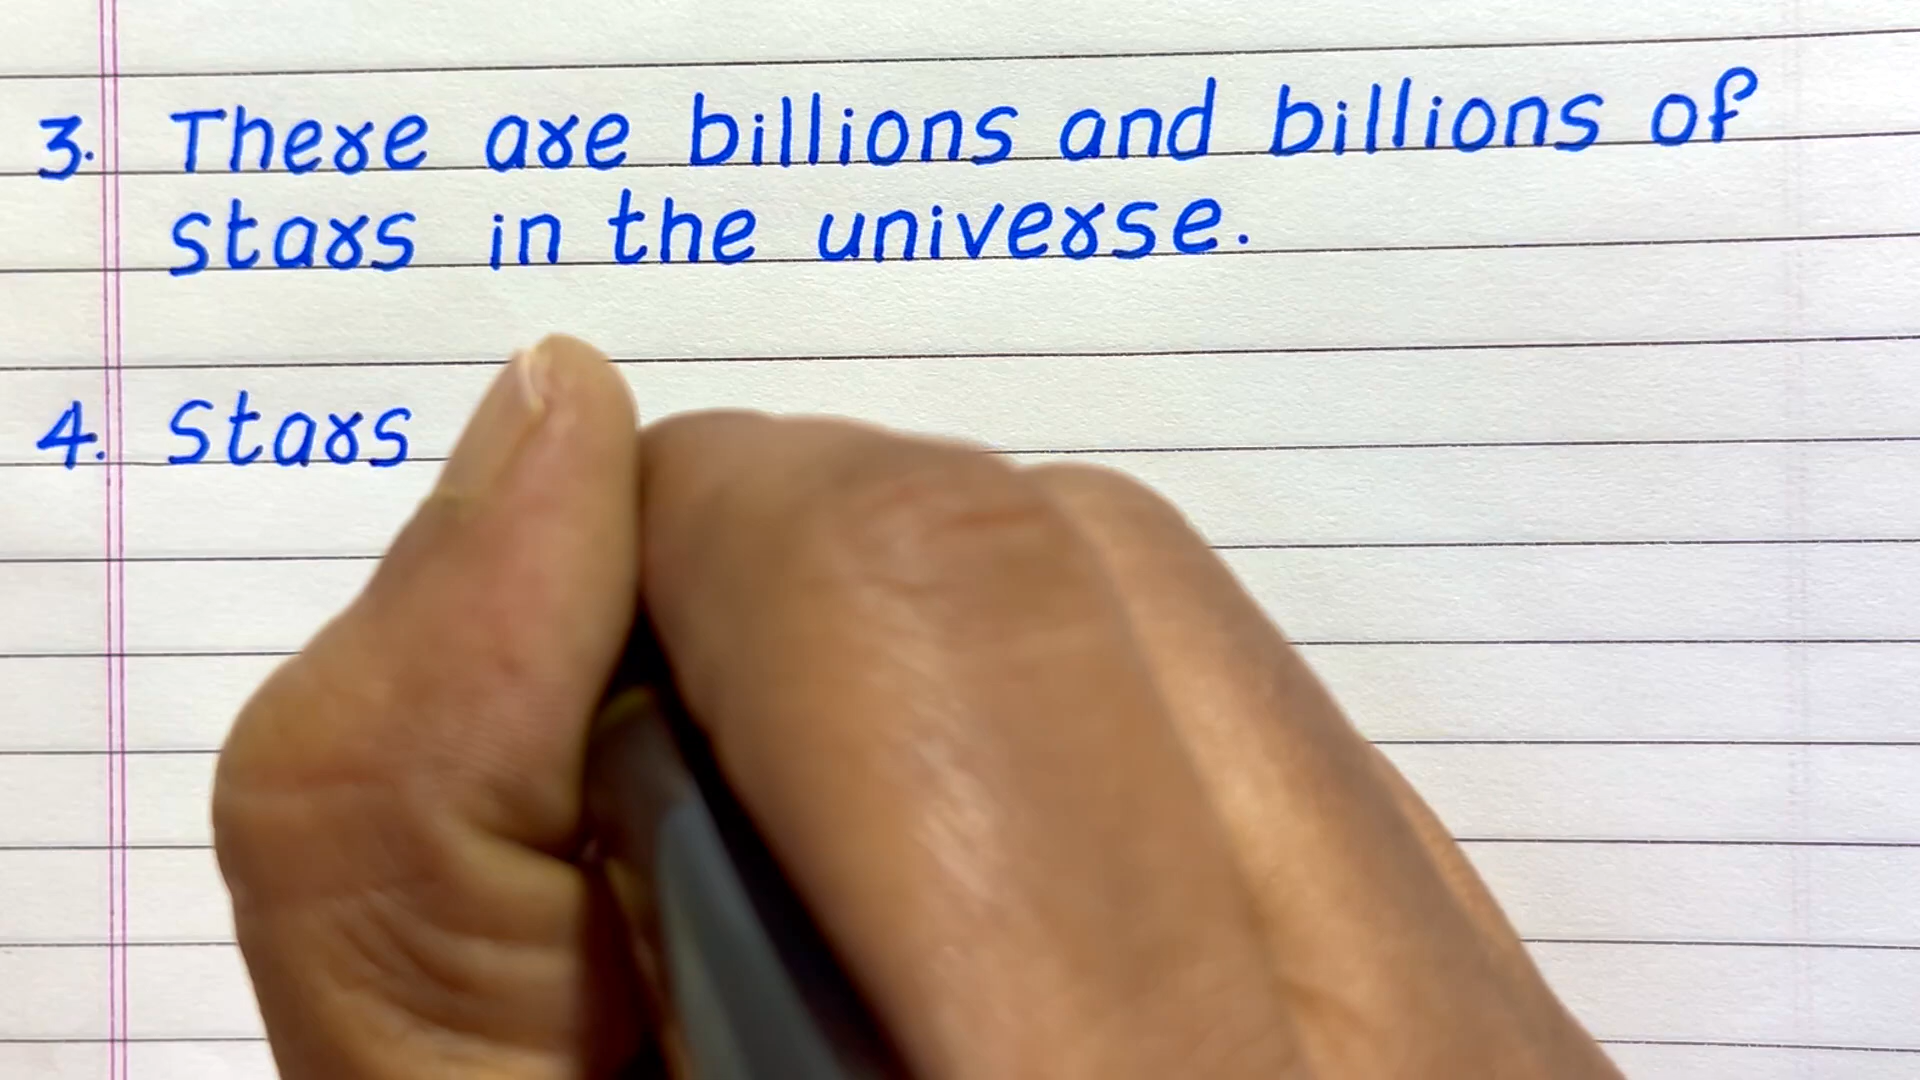 3. There are billions and billions of
stars in the universe.
4. Stars